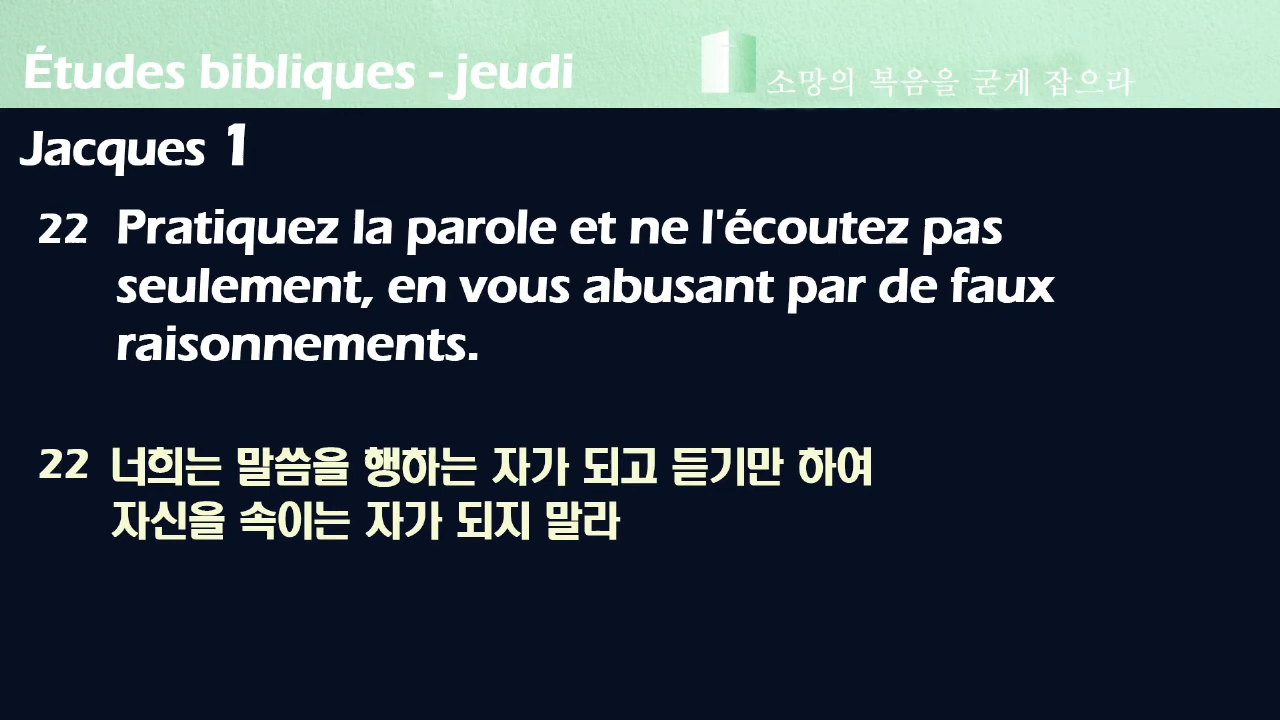 Études bibliques - jeudi
소망의 복음을 굳게 잡으라
Jacques 1
22 Pratiquez la parole et ne l'écoutez pas
seulement, en vous abusant par de faux
raisonnements.
22 너희는 말씀을 행하는 자가 되고 듣기만 하여
자신을 속이는 자가 되지 말라